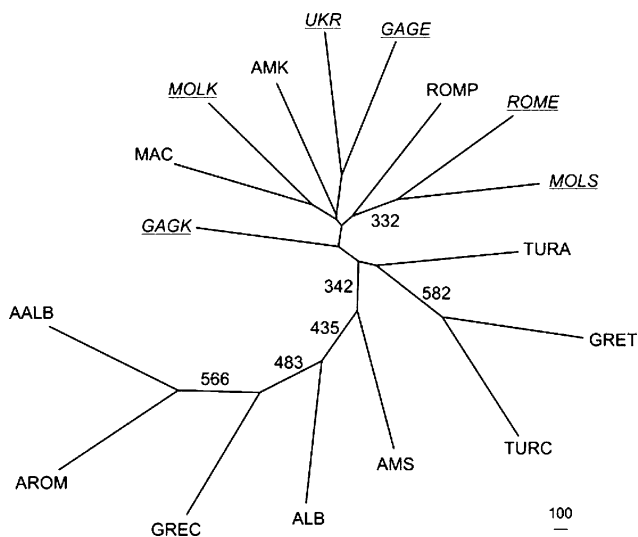 UKR
GAGE
AMK
MOLK
ROMP
ROME
MAC
MOLS
332
GAGK
TURA
342
582
AALB
435
GRET
483
566
TURC
AMS
AROM
ALB
GREC
100